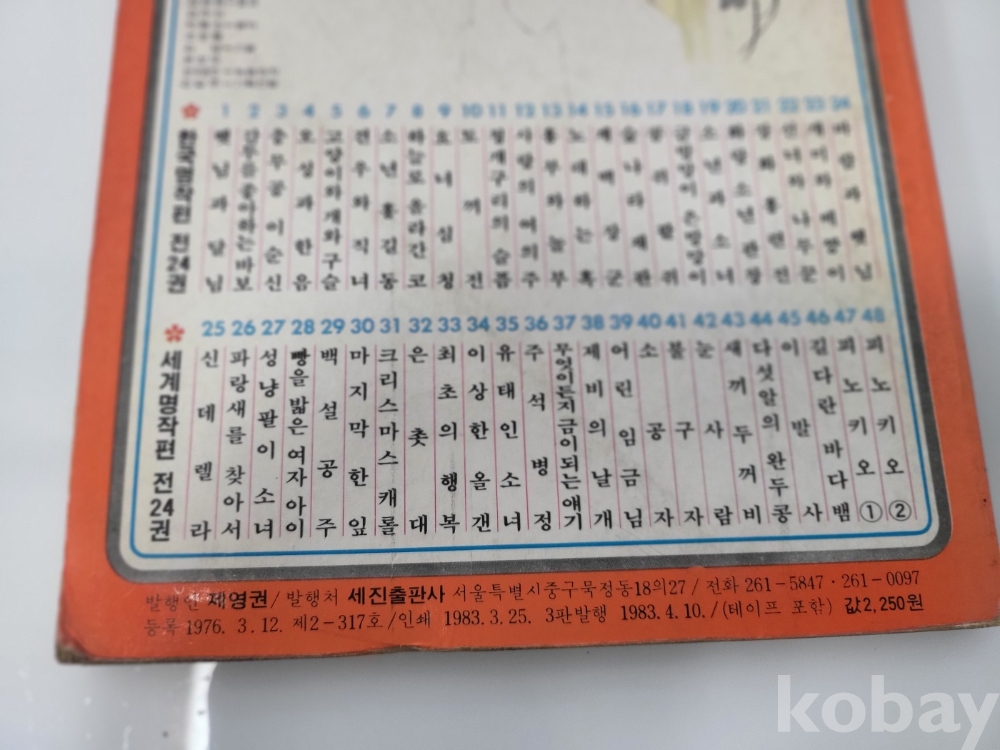 한국명작편 전24권
1 햇님과 달님
2 감투를좋아하는바보
3 충무공이순신
4 오성과한음
5 고양이와개와구슬
6 견우와직녀
7 소년홍길동
8 하늘로올라간코
9 효녀심청
10 토끼전
11 청개구리의슬픔
12 사랑의여의주
13 흥부와놀부
14 노래하는혹
15 계백장군
16 슬나라재판
17 콩쥐팥쥐
18 금방망이은방망이
19 소년과소녀
20 화랑소년관창
21 장화홍련전
22 선녀와나무꾼
23 개미와베짱이
24 바람과햇님
세계명작편 전24권
25 신데렐라
26 파랑새를찾아서
27 성냥팔이소녀
28 빵을밟은여자아이
29 백설공주
30 마지막한잎
31 크리스마스캐롤
32 은촛대
33 최초의행복
34 이상한올갠
35 유태인소녀
36 주석병정
37 무엇이든지금이되는얘기
38 제비의날개
39 어린임금님
40 소공자
41 불구자
42 눈사람
43 새끼두꺼비
44 다섯알의완두콩
45 이발사
46 길다란바다뱀
47 피노키오①
48 피노키오②
발행인 제영권/발행처 세진출판사 서울특별시중구묵정동18의27/전화 261-5847·261-0097
등록1976. 3. 12. 제2-317호/인쇄 1983. 3. 25. 3판발행 1983. 4. 10./(테이프 포함) 값2,250원
kobay